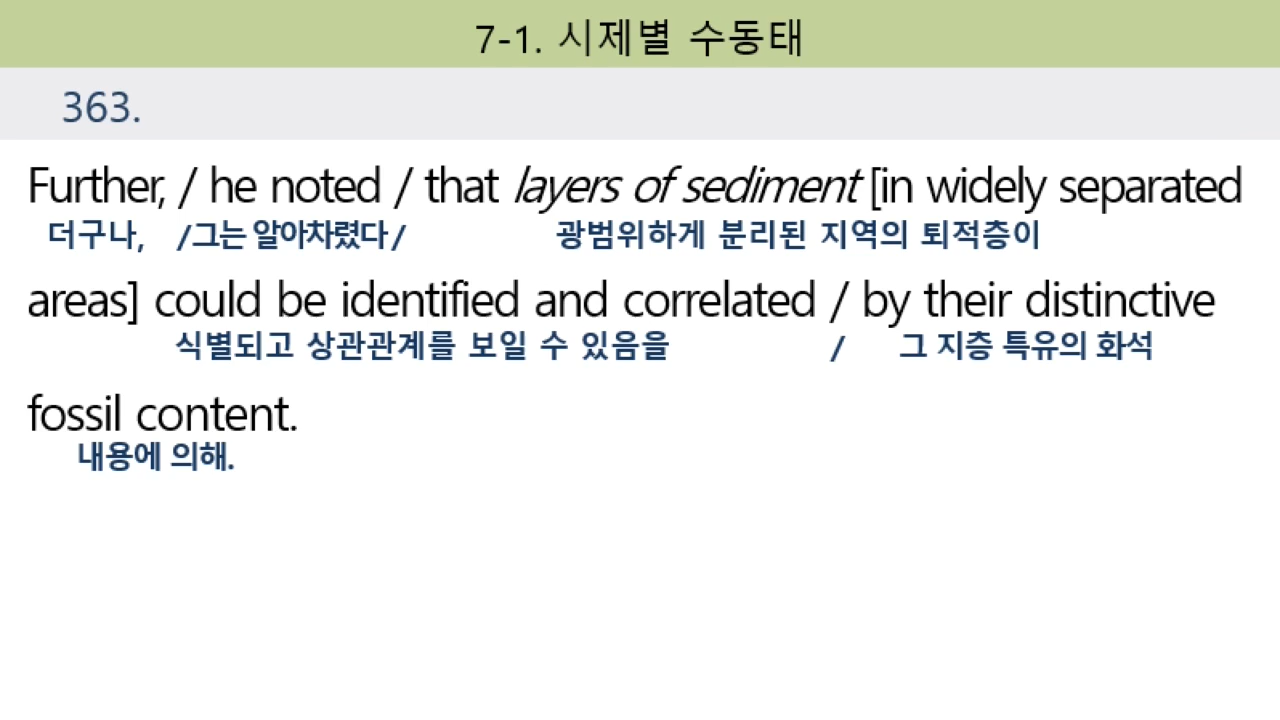 7-1. 시제별 수동태
363.
Further, / he noted / that layers of sediment [in widely separated
더구나, /그는 알아차렸다/ 광범위하게 분리된 지역의 퇴적층이
areas] could be identified and correlated / by their distinctive
식별되고 상관관계를 보일 수 있음을 / 그 지층 특유의 화석
fossil content.
내용에 의해.